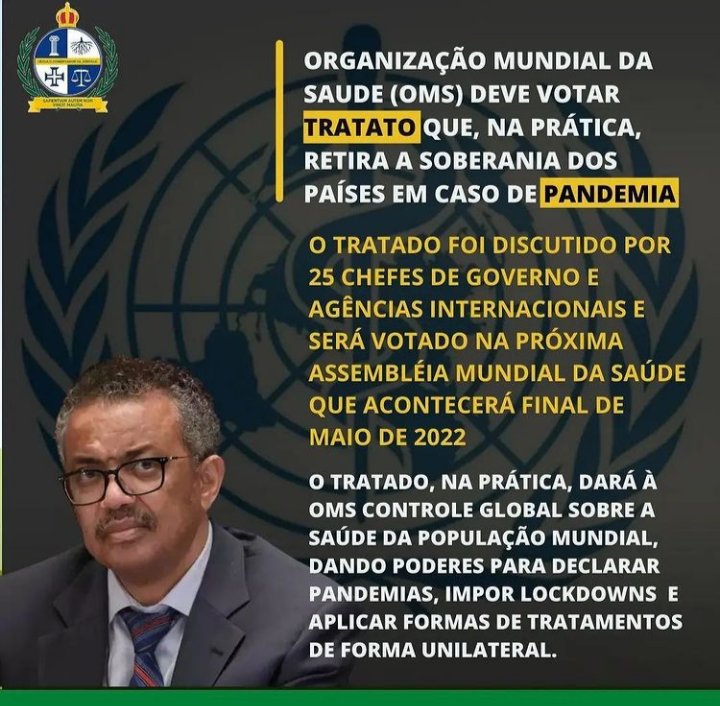 ORGANIZAÇÃO MUNDIAL DA
SAUDE (OMS) DEVE VOTAR
TRATATO QUE, NA PRÁTICA,
RETIRA A SOBERANIA DOS
PAÍSES EM CASO DE PANDEMIA
O TRATADO FOI DISCUTIDO POR
25 CHEFES DE GOVERNO E
AGÊNCIAS INTERNACIONAIS E
SERÁ VOTADO NA PRÓXIMA
ASSEMBLÉIA MUNDIAL DA SAÚDE
QUE ACONTECERÁ FINAL DE
MAIO DE 2022
O TRATADO, NA PRÁTICA, DARÁ À
OMS CONTROLE GLOBAL SOBRE A
SAÚDE DA POPULAÇÃO MUNDIAL,
DANDO PODERES PARA DECLARAR
PANDEMIAS, IMPOR LOCKDOWNS E
APLICAR FORMAS DE TRATAMENTOS
DE FORMA UNILATERAL.